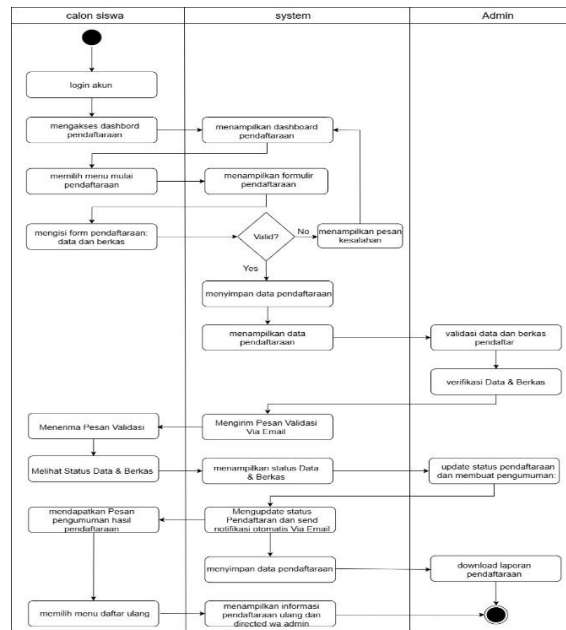 calon siswa
system
Admin
login akun
mengakses dashbord
pendaftaraan
menampilkan dashboard
pendaftaraan
memilih menu mulai
pendaftaraan
menampilkan formulir
pendaftaraan
mengisi form pendaftaraan:
data dan berkas
Valid?
No
menampilkan pesan
kesalahan
Yes
menyimpan data pendaftaraan
menampilkan data
pendaftaraan
validasi data dan berkas
pendaftar
verifikasi Data & Berkas
Mengirim Pesan Validasi
Via Email
Menerima Pesan Validasi
Melihat Status Data & Berkas
menampilkan status Data
& Berkas
update status pendaftaraan
dan membuat pengumuman:
mendapatkan Pesan
pengumuman hasil
pendaftaraan
Mengupdate status
Pendaftaran dan send
notifikasi otomatis Via Email
menyimpan data pendaftaraan
download laporan
pendaftaraan
memilih menu daftar ulang
menampilkan informasi
pendaftaraan ulang dan
directed wa admin